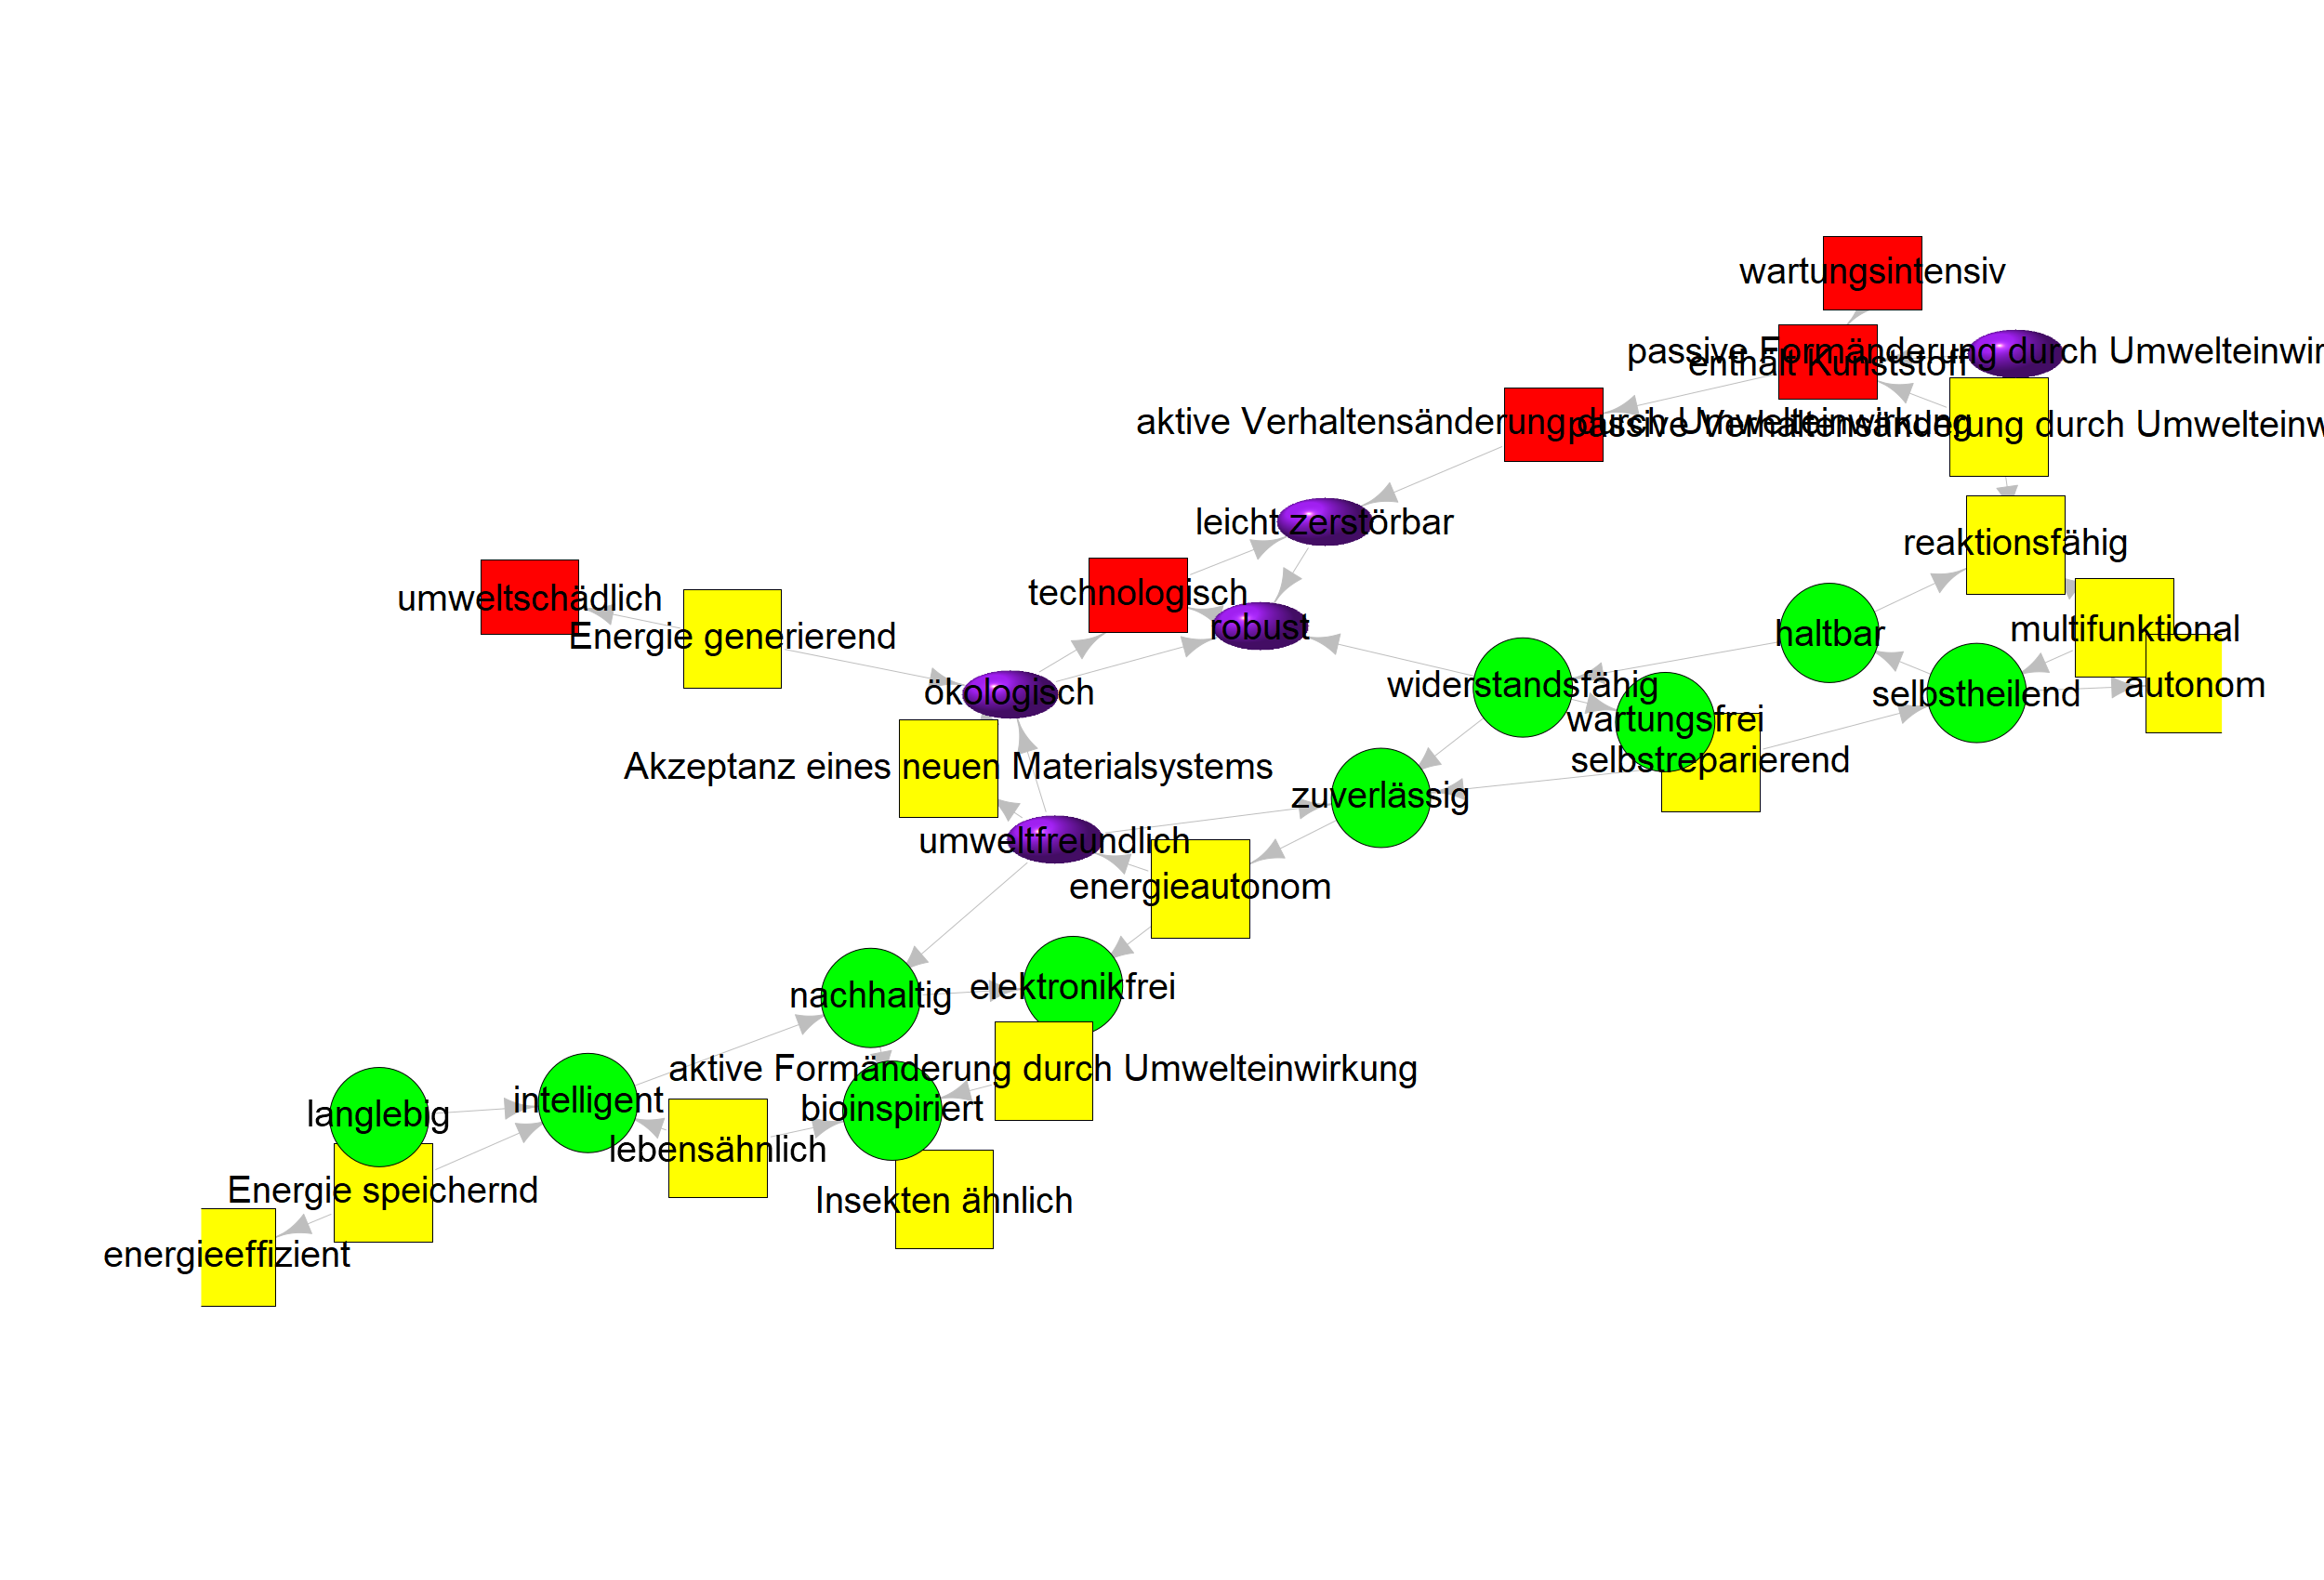 wartungsintensiv
passive Formänderung durch Umwelteinwir
enthält Kunststoff
aktive Verhaltensänderung durch Umwelteinwirkung
passive Verhaltensänderung durch Umwelteinw
leicht zerstörbar
reaktionsfähig
technologisch
umweltschädlich
robust
Energie generierend
haltbar
multifunktional
widerstandsfähig
autonom
ökologisch
selbstheilend
wartungsfrei
selbstreparierend
Akzeptanz eines neuen Materialsystems
zuverlässig
umweltfreundlich
energieautonom
elektronikfrei
nachhaltig
aktive Formänderung durch Umwelteinwirkung
intelligent
bioinspiriert
langlebig
lebensähnlich
Energie speichernd
Insekten ähnlich
energieeffizient